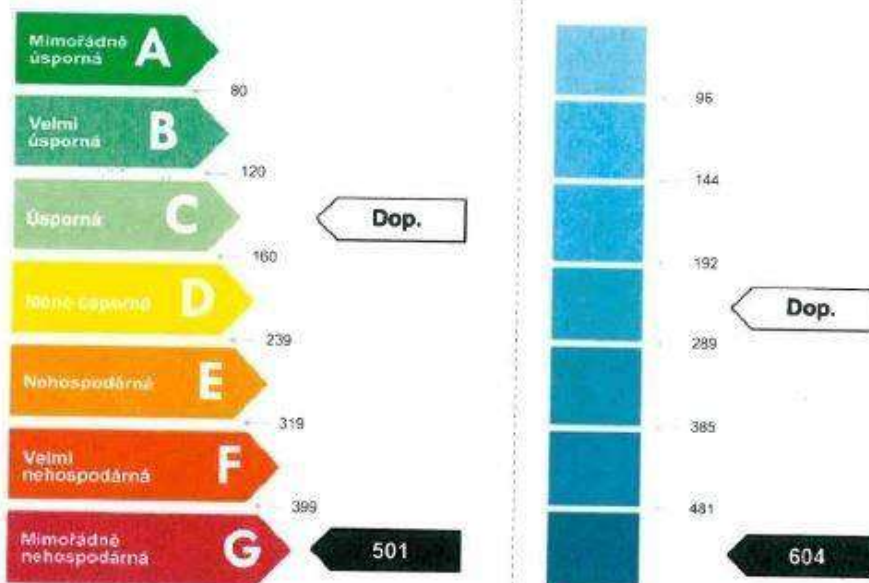 Mimořádně
úsporná
A
80
Velmi
úsporná
B
120
Úsporná
C
Dop.
160
Méně úsporná
D
239
Nehospodárná
E
319
Velmi
nehospodárná
F
399
Mimořádně
nehospodárná
G
501
96
144
192
Dop.
289
385
481
604